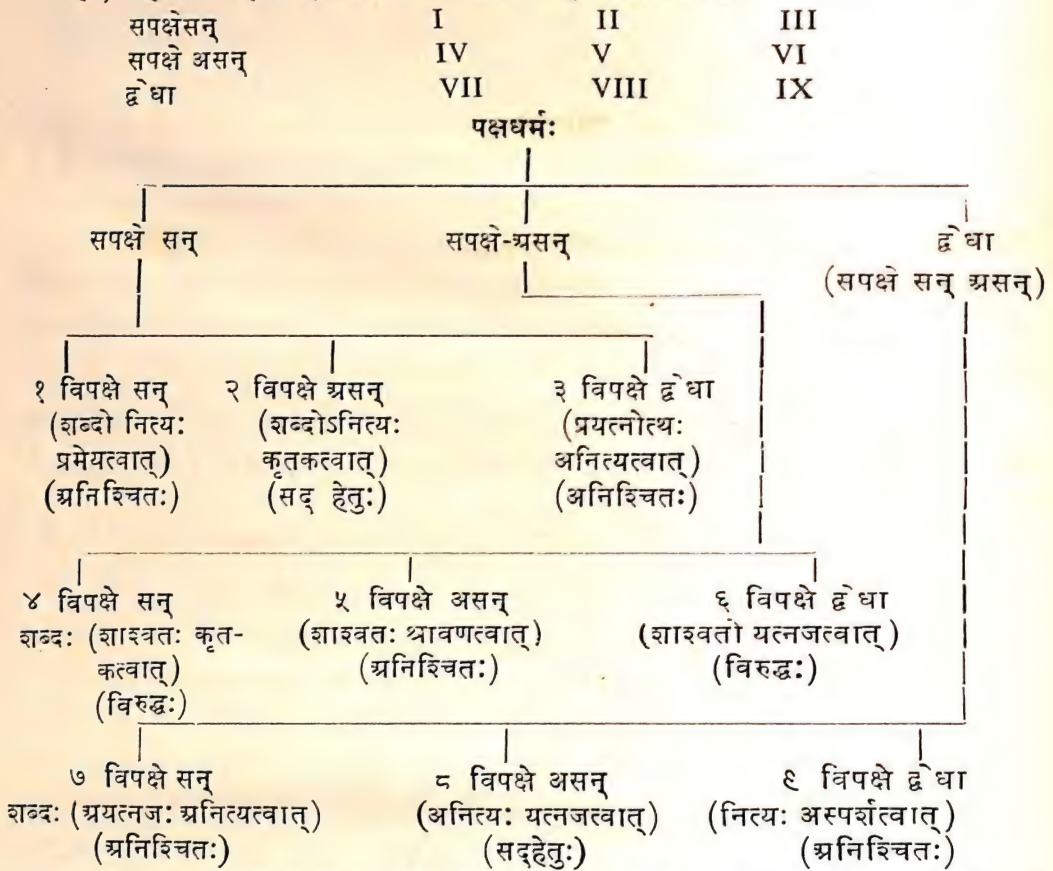 सपक्षेसन् I II III
सपक्षे असन् IV V VI
द्वेधा VII VIII IX
पक्षधर्मः
सपक्षे सन् सपक्षे-असन् द्वेधा
(सपक्षे सन् असन्)
१ विपक्षे सन् २ विपक्षे असन् ३ विपक्षे द्वेधा
(शब्दो नित्यः (शब्दोऽनित्यः (प्रयत्नोत्थः
प्रमेयत्वात्) कृतकत्वात्) अनित्यत्वात्)
(अनिश्चितः) (सद् हेतुः) (अनिश्चितः)
४ विपक्षे सन् ५ विपक्षे असन् ६ विपक्षे द्वेधा
शब्दः (शाश्वतः कृत- (शाश्वतः श्रावणत्वात्) (शाश्वतो यत्नजत्वात्)
कत्वात्) (अनिश्चितः) (विरुद्धः)
(विरुद्धः)
७ विपक्षे सन् ८ विपक्षे असन् ९ विपक्षे द्वेधा
शब्दः (अयत्नजः अनित्यत्वात्) (अनित्यः यत्नजत्वात्) (नित्यः अस्पर्शत्वात्)
(अनिश्चितः) (सद्हेतुः) (अनिश्चितः)